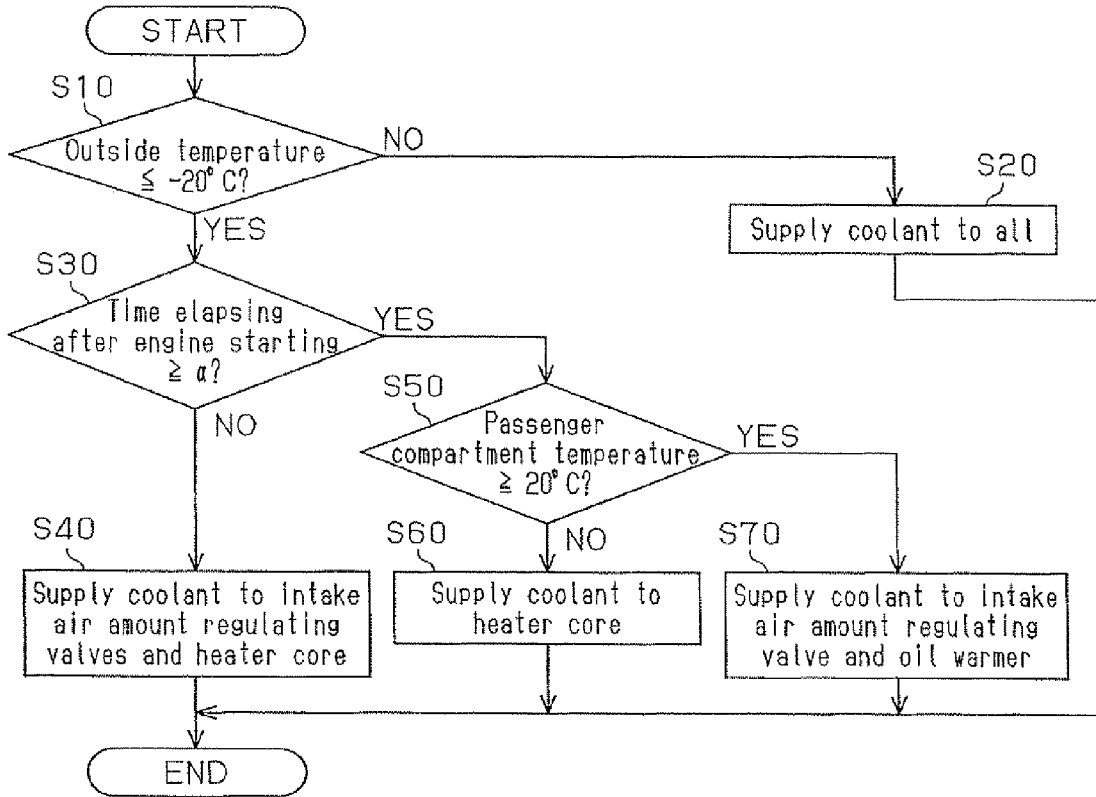 START
S10
Outside temperature
≦ -20° C?
NO
YES
S20
Supply coolant to all
S30
Time elapsing
after engine starting
≧ α?
YES
NO
S50
Passenger
compartment temperature
≧ 20° C?
YES
NO
S40
Supply coolant to intake
air amount regulating
valves and heater core
S60
Supply coolant to
heater core
S70
Supply coolant to intake
air amount regulating
valve and oil warmer
END